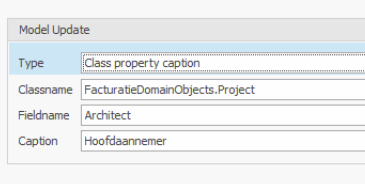 Model Update
Type Class property caption
Classname FacturatieDomainObjects.Project
Fieldname Architect
Caption Hoofdaannemer